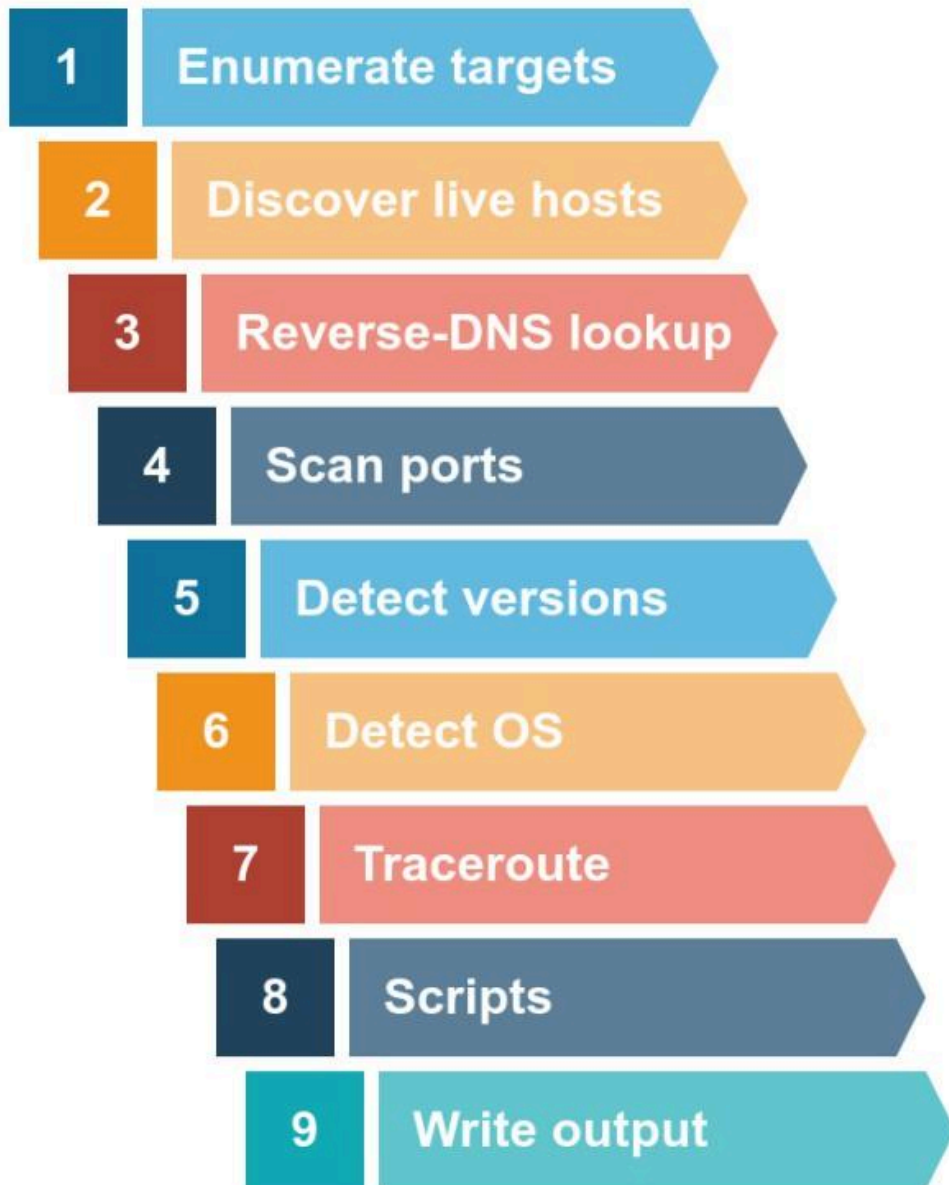 1 Enumerate targets
2 Discover live hosts
3 Reverse-DNS lookup
4 Scan ports
5 Detect versions
6 Detect OS
7 Traceroute
8 Scripts
9 Write output